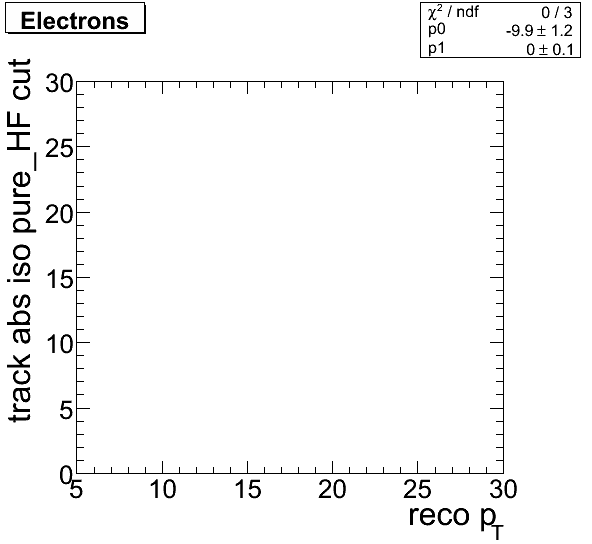 Electrons
χ² / ndf 0 / 3
p0 -9.9 ± 1.2
p1 0 ± 0.1
track abs iso pure_HF cut
30
25
20
15
10
5
0
5 10 15 20 25 30
reco pT